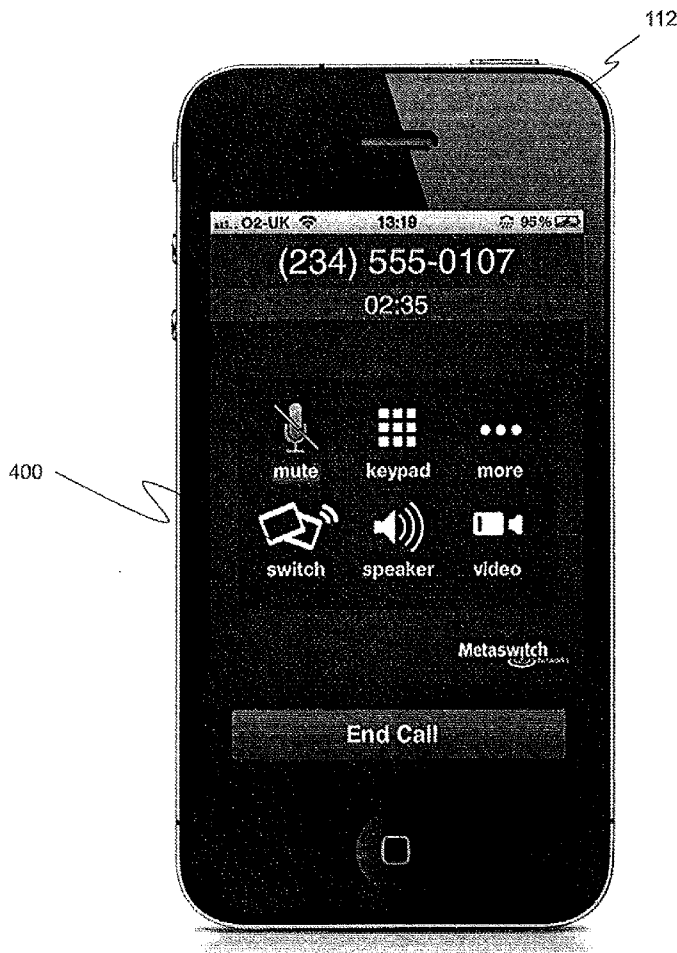 112
O2-UK 13:19 95%
(234) 555-0107
02:35
mute keypad more
400
switch speaker video
Metaswitch
Networks
End Call